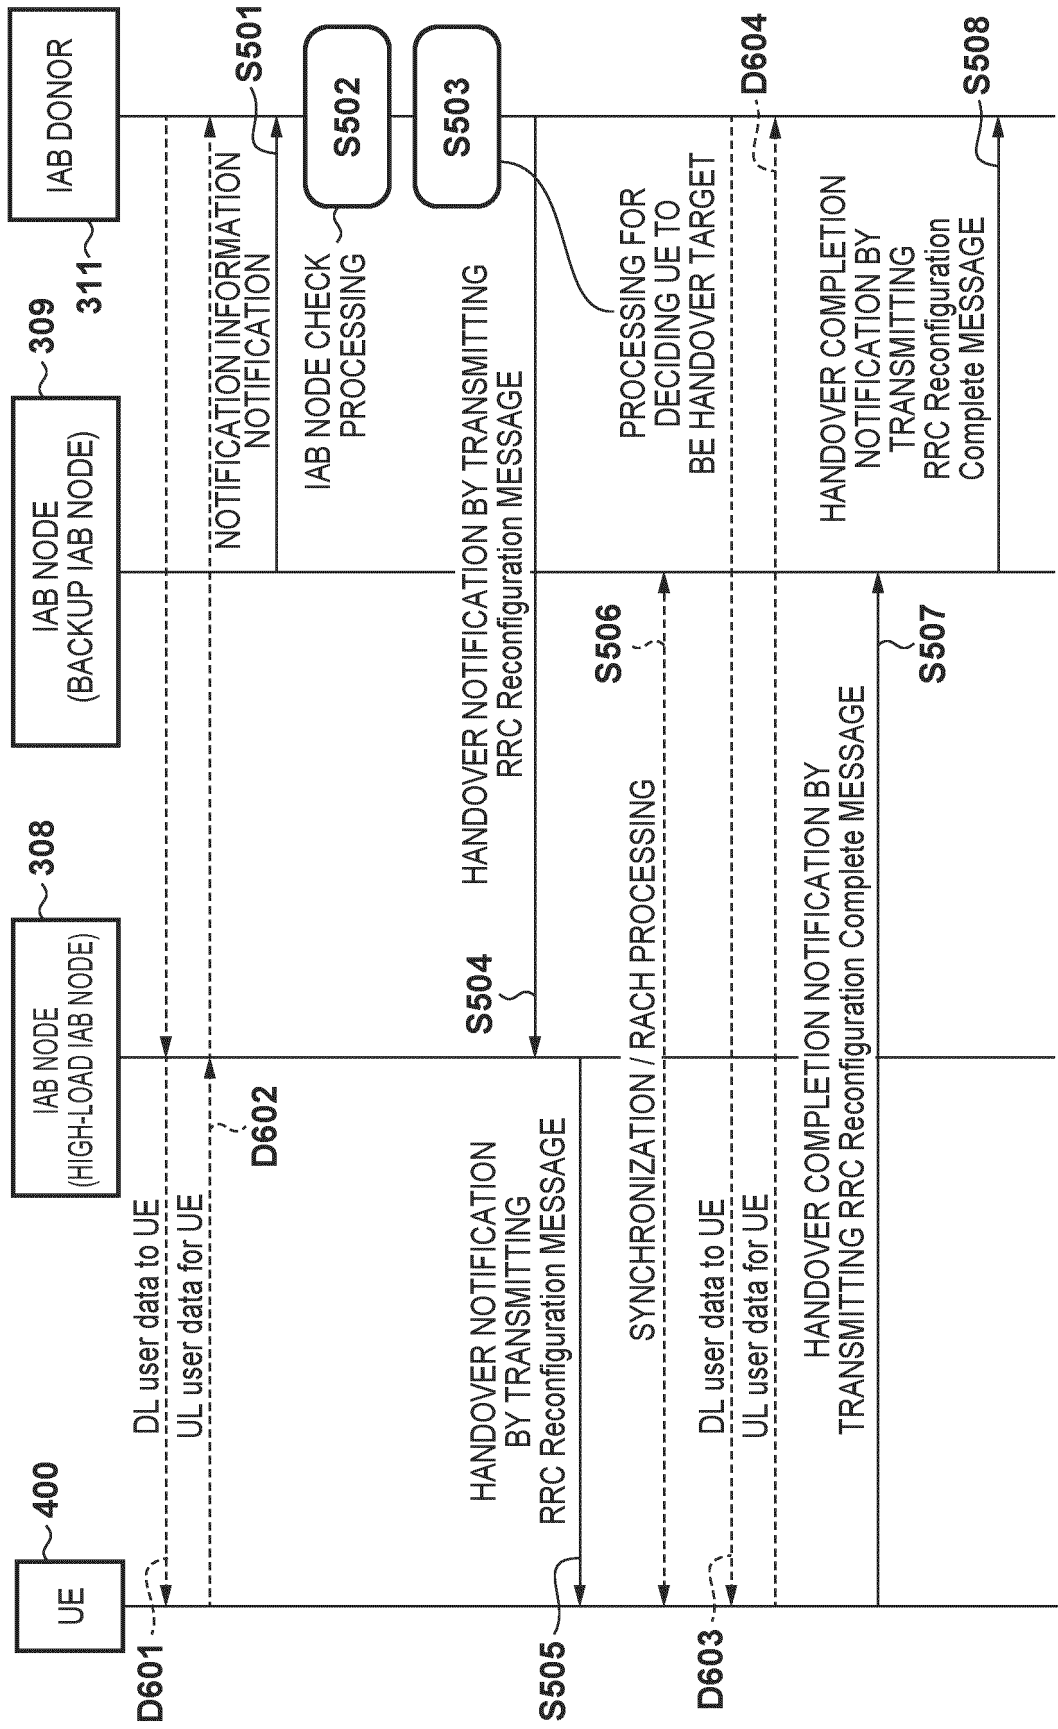 UE
400
IAB NODE
(HIGH-LOAD IAB NODE)
308
IAB NODE
(BACKUP IAB NODE)
309
IAB DONOR
311
D601
DL user data to UE
UL user data for UE
D602
NOTIFICATION INFORMATION
NOTIFICATION
S501
IAB NODE CHECK
PROCESSING
S502
S503
HANDOVER NOTIFICATION BY TRANSMITTING
RRC Reconfiguration MESSAGE
S504
HANDOVER NOTIFICATION
BY TRANSMITTING
RRC Reconfiguration MESSAGE
S505
PROCESSING FOR
DECIDING UE TO
BE HANDOVER TARGET
SYNCHRONIZATION / RACH PROCESSING
S506
D603
DL user data to UE
UL user data for UE
D604
HANDOVER COMPLETION NOTIFICATION BY
TRANSMITTING RRC Reconfiguration Complete MESSAGE
S507
HANDOVER COMPLETION
NOTIFICATION BY
TRANSMITTING
RRC Reconfiguration
Complete MESSAGE
S508